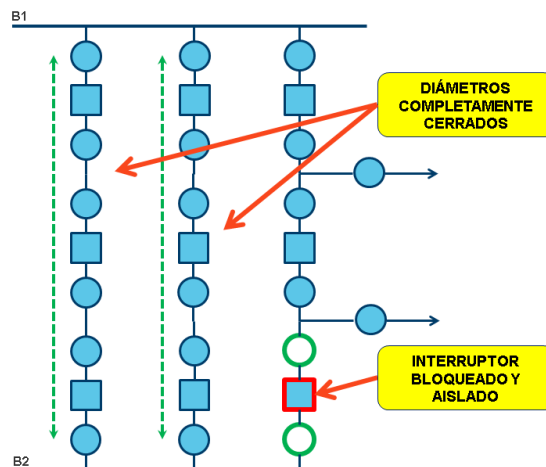 B1
DIÁMETROS
COMPLETAMENTE
CERRADOS
INTERRUPTOR
BLOQUEADO Y
AISLADO
B2